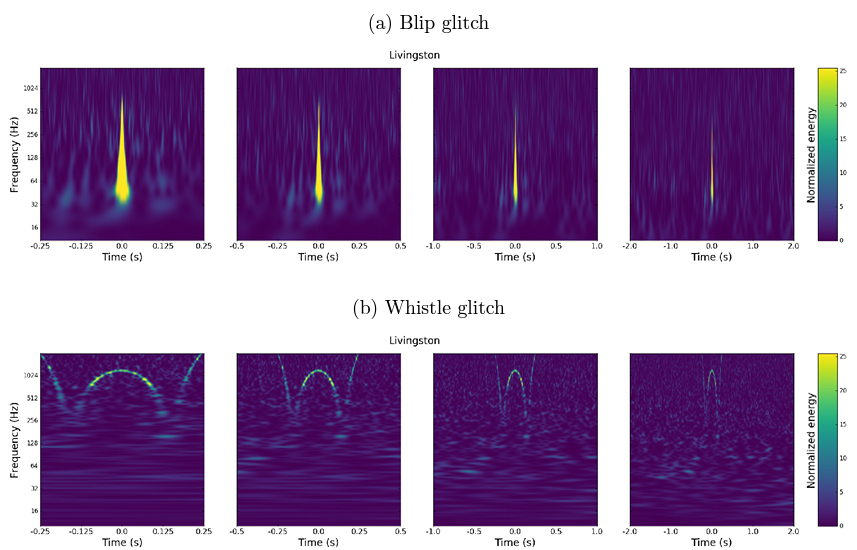 (a) Blip glitch
Livingston
Frequency (Hz)
1024
512
256
128
64
32
16
-0.25 -0.125 0.0 0.125 0.25
Time (s)
-0.5 -0.25 0.0 0.25 0.5
Time (s)
-1.0 -0.5 0.0 0.5 1.0
Time (s)
-2.0 -1.0 0.0 1.0 2.0
Time (s)
Normalized energy
25
20
15
10
5
0
(b) Whistle glitch
Livingston
Frequency (Hz)
1024
512
256
128
64
32
16
-0.25 -0.125 0.0 0.125 0.25
Time (s)
-0.5 -0.25 0.0 0.25 0.5
Time (s)
-1.0 -0.5 0.0 0.5 1.0
Time (s)
-2.0 -1.0 0.0 1.0 2.0
Time (s)
Normalized energy
25
20
15
10
5
0